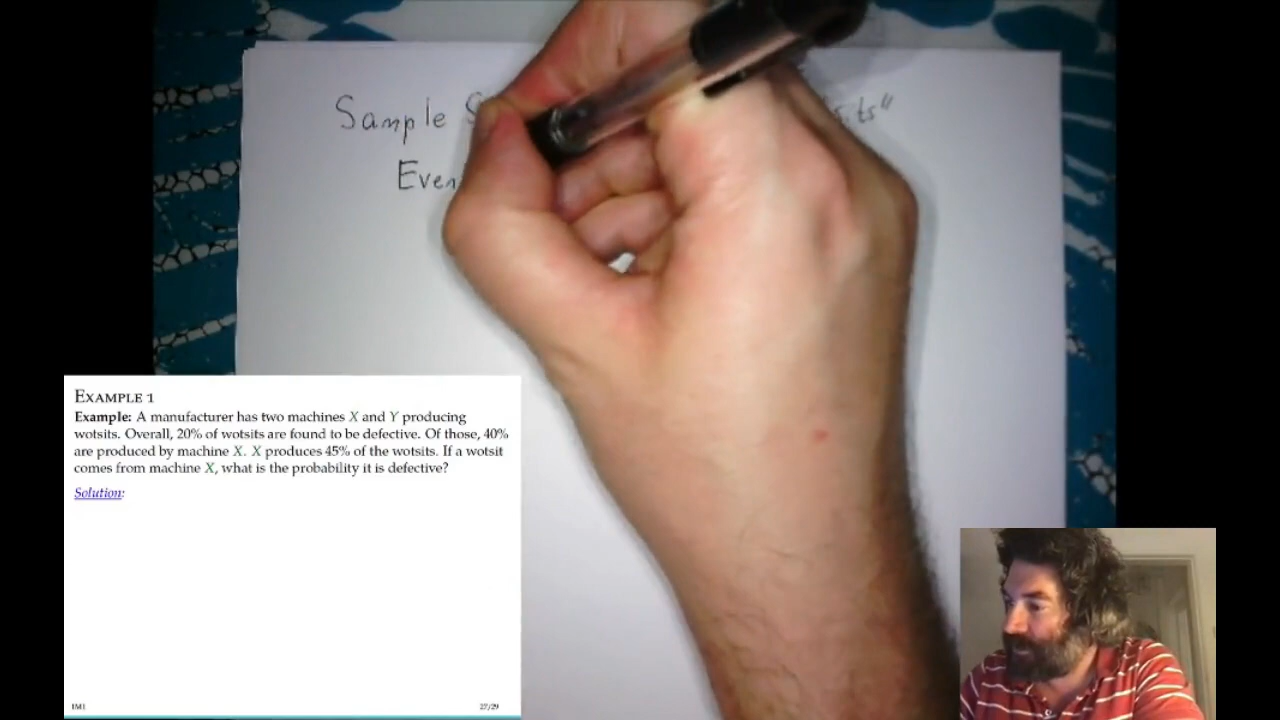 Sample
EXAMPLE 1
Example: A manufacturer has two machines X and Y producing
wotsits. Overall, 20% of wotsits are found to be defective. Of those, 40%
are produced by machine X. X produces 45% of the wotsits. If a wotsit
comes from machine X, what is the probability it is defective?
Solution:
1M1 27/29